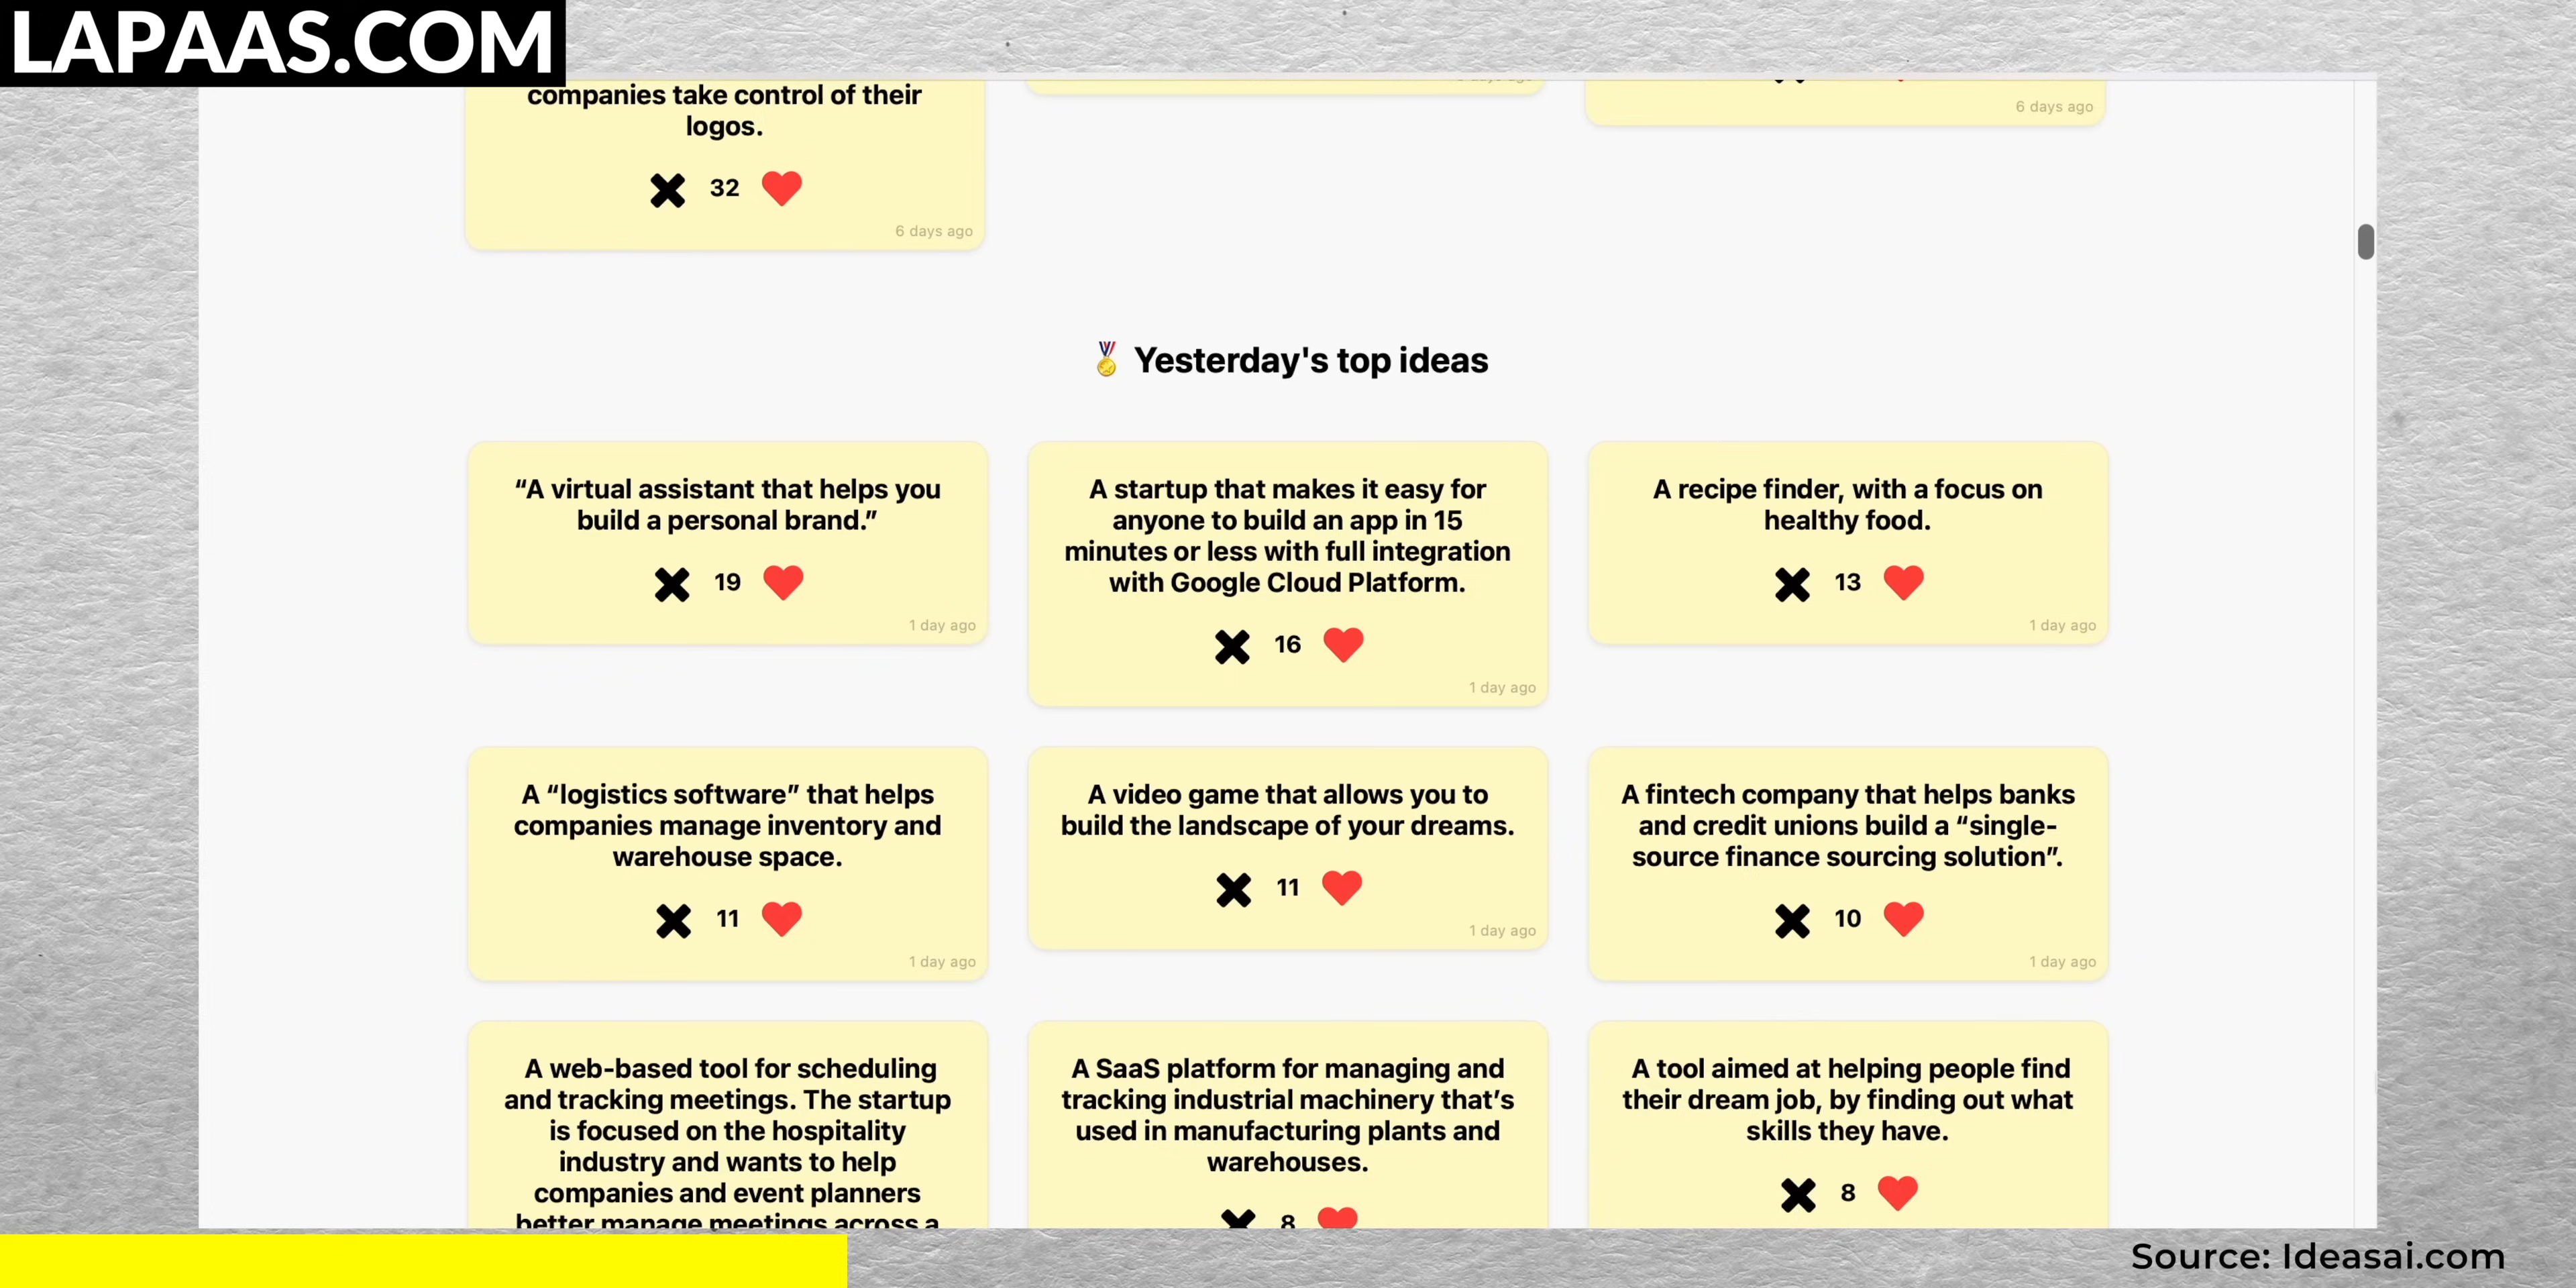 LAPAAS.COM
companies take control of their
logos.
32
6 days ago
6 days ago
Yesterday's top ideas
“A virtual assistant that helps you
build a personal brand.”
19
1 day ago
A startup that makes it easy for
anyone to build an app in 15
minutes or less with full integration
with Google Cloud Platform.
16
1 day ago
A recipe finder, with a focus on
healthy food.
13
1 day ago
A “logistics software” that helps
companies manage inventory and
warehouse space.
11
1 day ago
A video game that allows you to
build the landscape of your dreams.
11
1 day ago
A fintech company that helps banks
and credit unions build a “single-
source finance sourcing solution”.
10
1 day ago
A web-based tool for scheduling
and tracking meetings. The startup
is focused on the hospitality
industry and wants to help
companies and event planners
better manage meetings across a
A SaaS platform for managing and
tracking industrial machinery that’s
used in manufacturing plants and
warehouses.
8
A tool aimed at helping people find
their dream job, by finding out what
skills they have.
8
Source: Ideasai.com